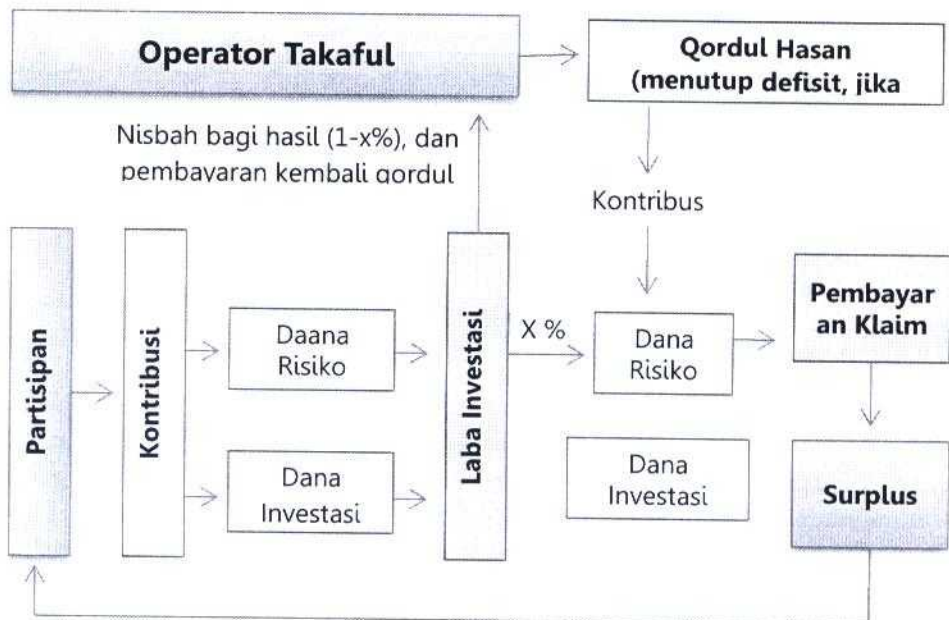 Operator Takaful
Qordul Hasan
(menutup defisit, jika
Nisbah bagi hasil (1-x%), dan
pembayaran kembali qordul
Kontribus
Partisipan
Kontribusi
Daana
Risiko
Dana
Investasi
Laba Investasi
X %
Dana
Risiko
Dana
Investasi
Pembayar
an Klaim
Surplus